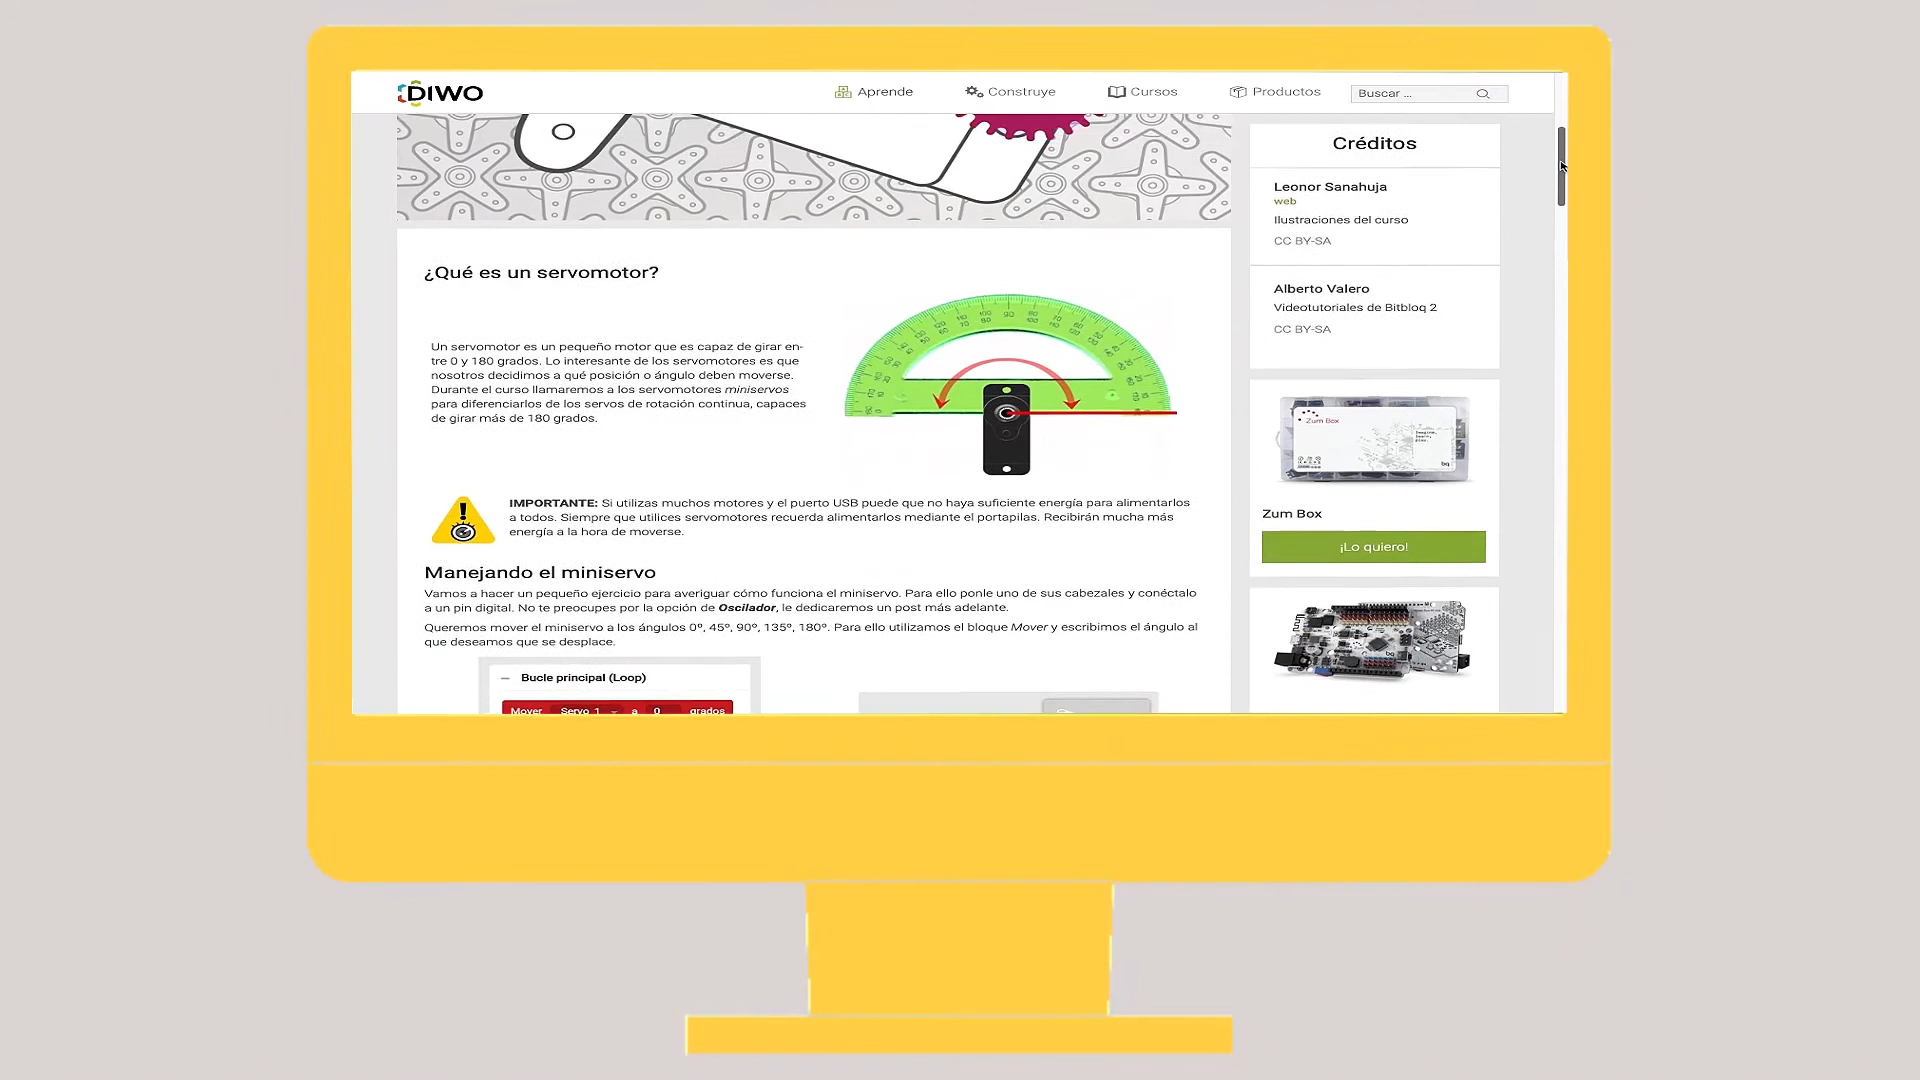 DIWO
Aprende
Construye
Cursos
Productos
Buscar ...
¿Qué es un servomotor?
Un servomotor es un pequeño motor que es capaz de girar en-
tre 0 y 180 grados. Lo interesante de los servomotores es que
nosotros decidimos a qué posición o ángulo deben moverse.
Durante el curso llamaremos a los servomotores miniservos
para diferenciarlos de los servos de rotación continua, capaces
de girar más de 180 grados.
IMPORTANTE: Si utilizas muchos motores y el puerto USB puede que no haya suficiente energía para alimentarlos
a todos. Siempre que utilices servomotores recuerda alimentarlos mediante el portapilas. Recibirán mucha más
energía a la hora de moverse.
Manejando el miniservo
Vamos a hacer un pequeño ejercicio para averiguar cómo funciona el miniservo. Para ello ponle uno de sus cabezales y conéctalo
a un pin digital. No te preocupes por la opción de Oscilador, le dedicaremos un post más adelante.
Queremos mover el miniservo a los ángulos 0º, 45º, 90º, 135º, 180º. Para ello utilizamos el bloque Mover y escribimos el ángulo al
que deseamos que se desplace.
Bucle principal (Loop)
Mover Servo 1 a 0 grados
Créditos
Leonor Sanahuja
web
Ilustraciones del curso
CC BY-SA
Alberto Valero
Videotutoriales de Bitbloq 2
CC BY-SA
Zum Box
bq
Zum Box
¡Lo quiero!